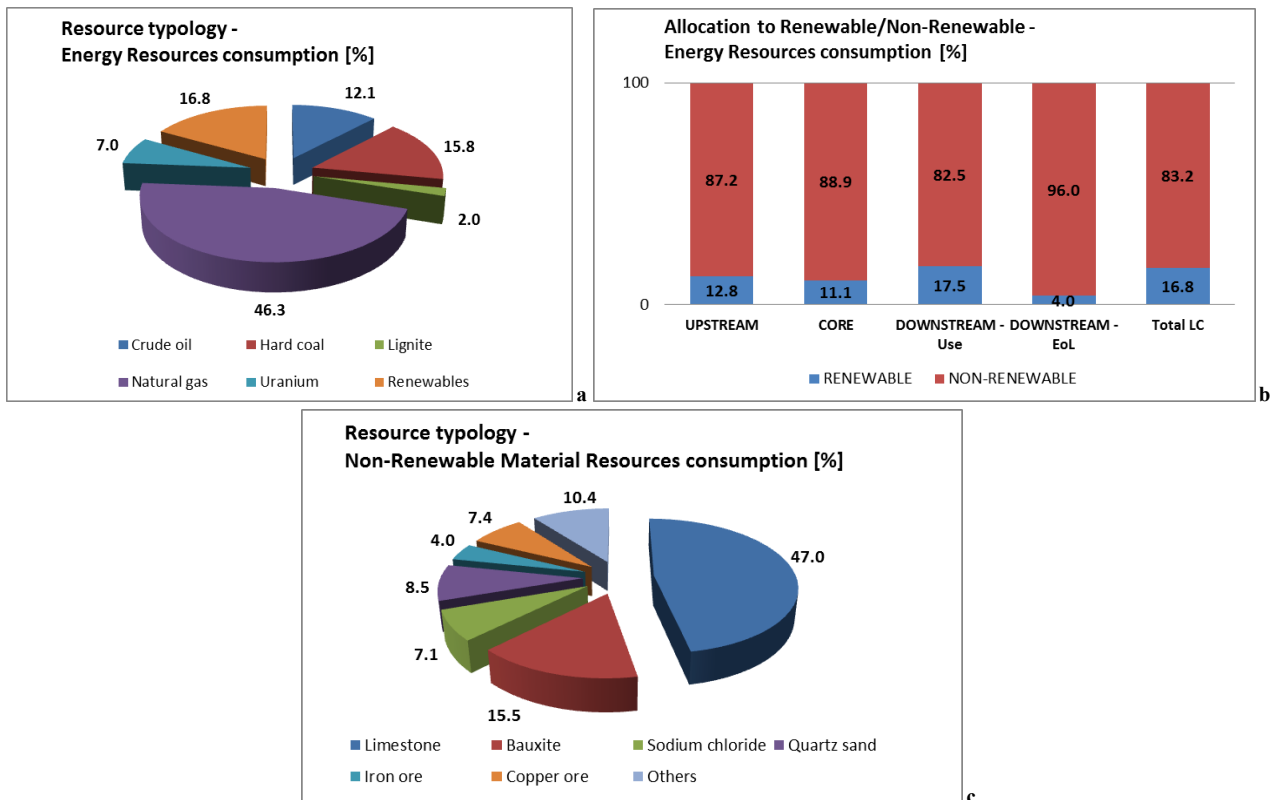 Resource typology -
Energy Resources consumption [%]
16.8
12.1
7.0
15.8
2.0
46.3
Crude oil
Hard coal
Lignite
Natural gas
Uranium
Renewables
a
Allocation to Renewable/Non-Renewable -
Energy Resources consumption [%]
100
87.2
88.9
82.5
96.0
83.2
12.8
11.1
17.5
4.0
16.8
0
UPSTREAM
CORE
DOWNSTREAM -
Use
DOWNSTREAM -
EoL
Total LC
RENEWABLE
NON-RENEWABLE
b
Resource typology -
Non-Renewable Material Resources consumption [%]
10.4
7.4
4.0
47.0
8.5
7.1
15.5
Limestone
Bauxite
Sodium chloride
Quartz sand
Iron ore
Copper ore
Others
c